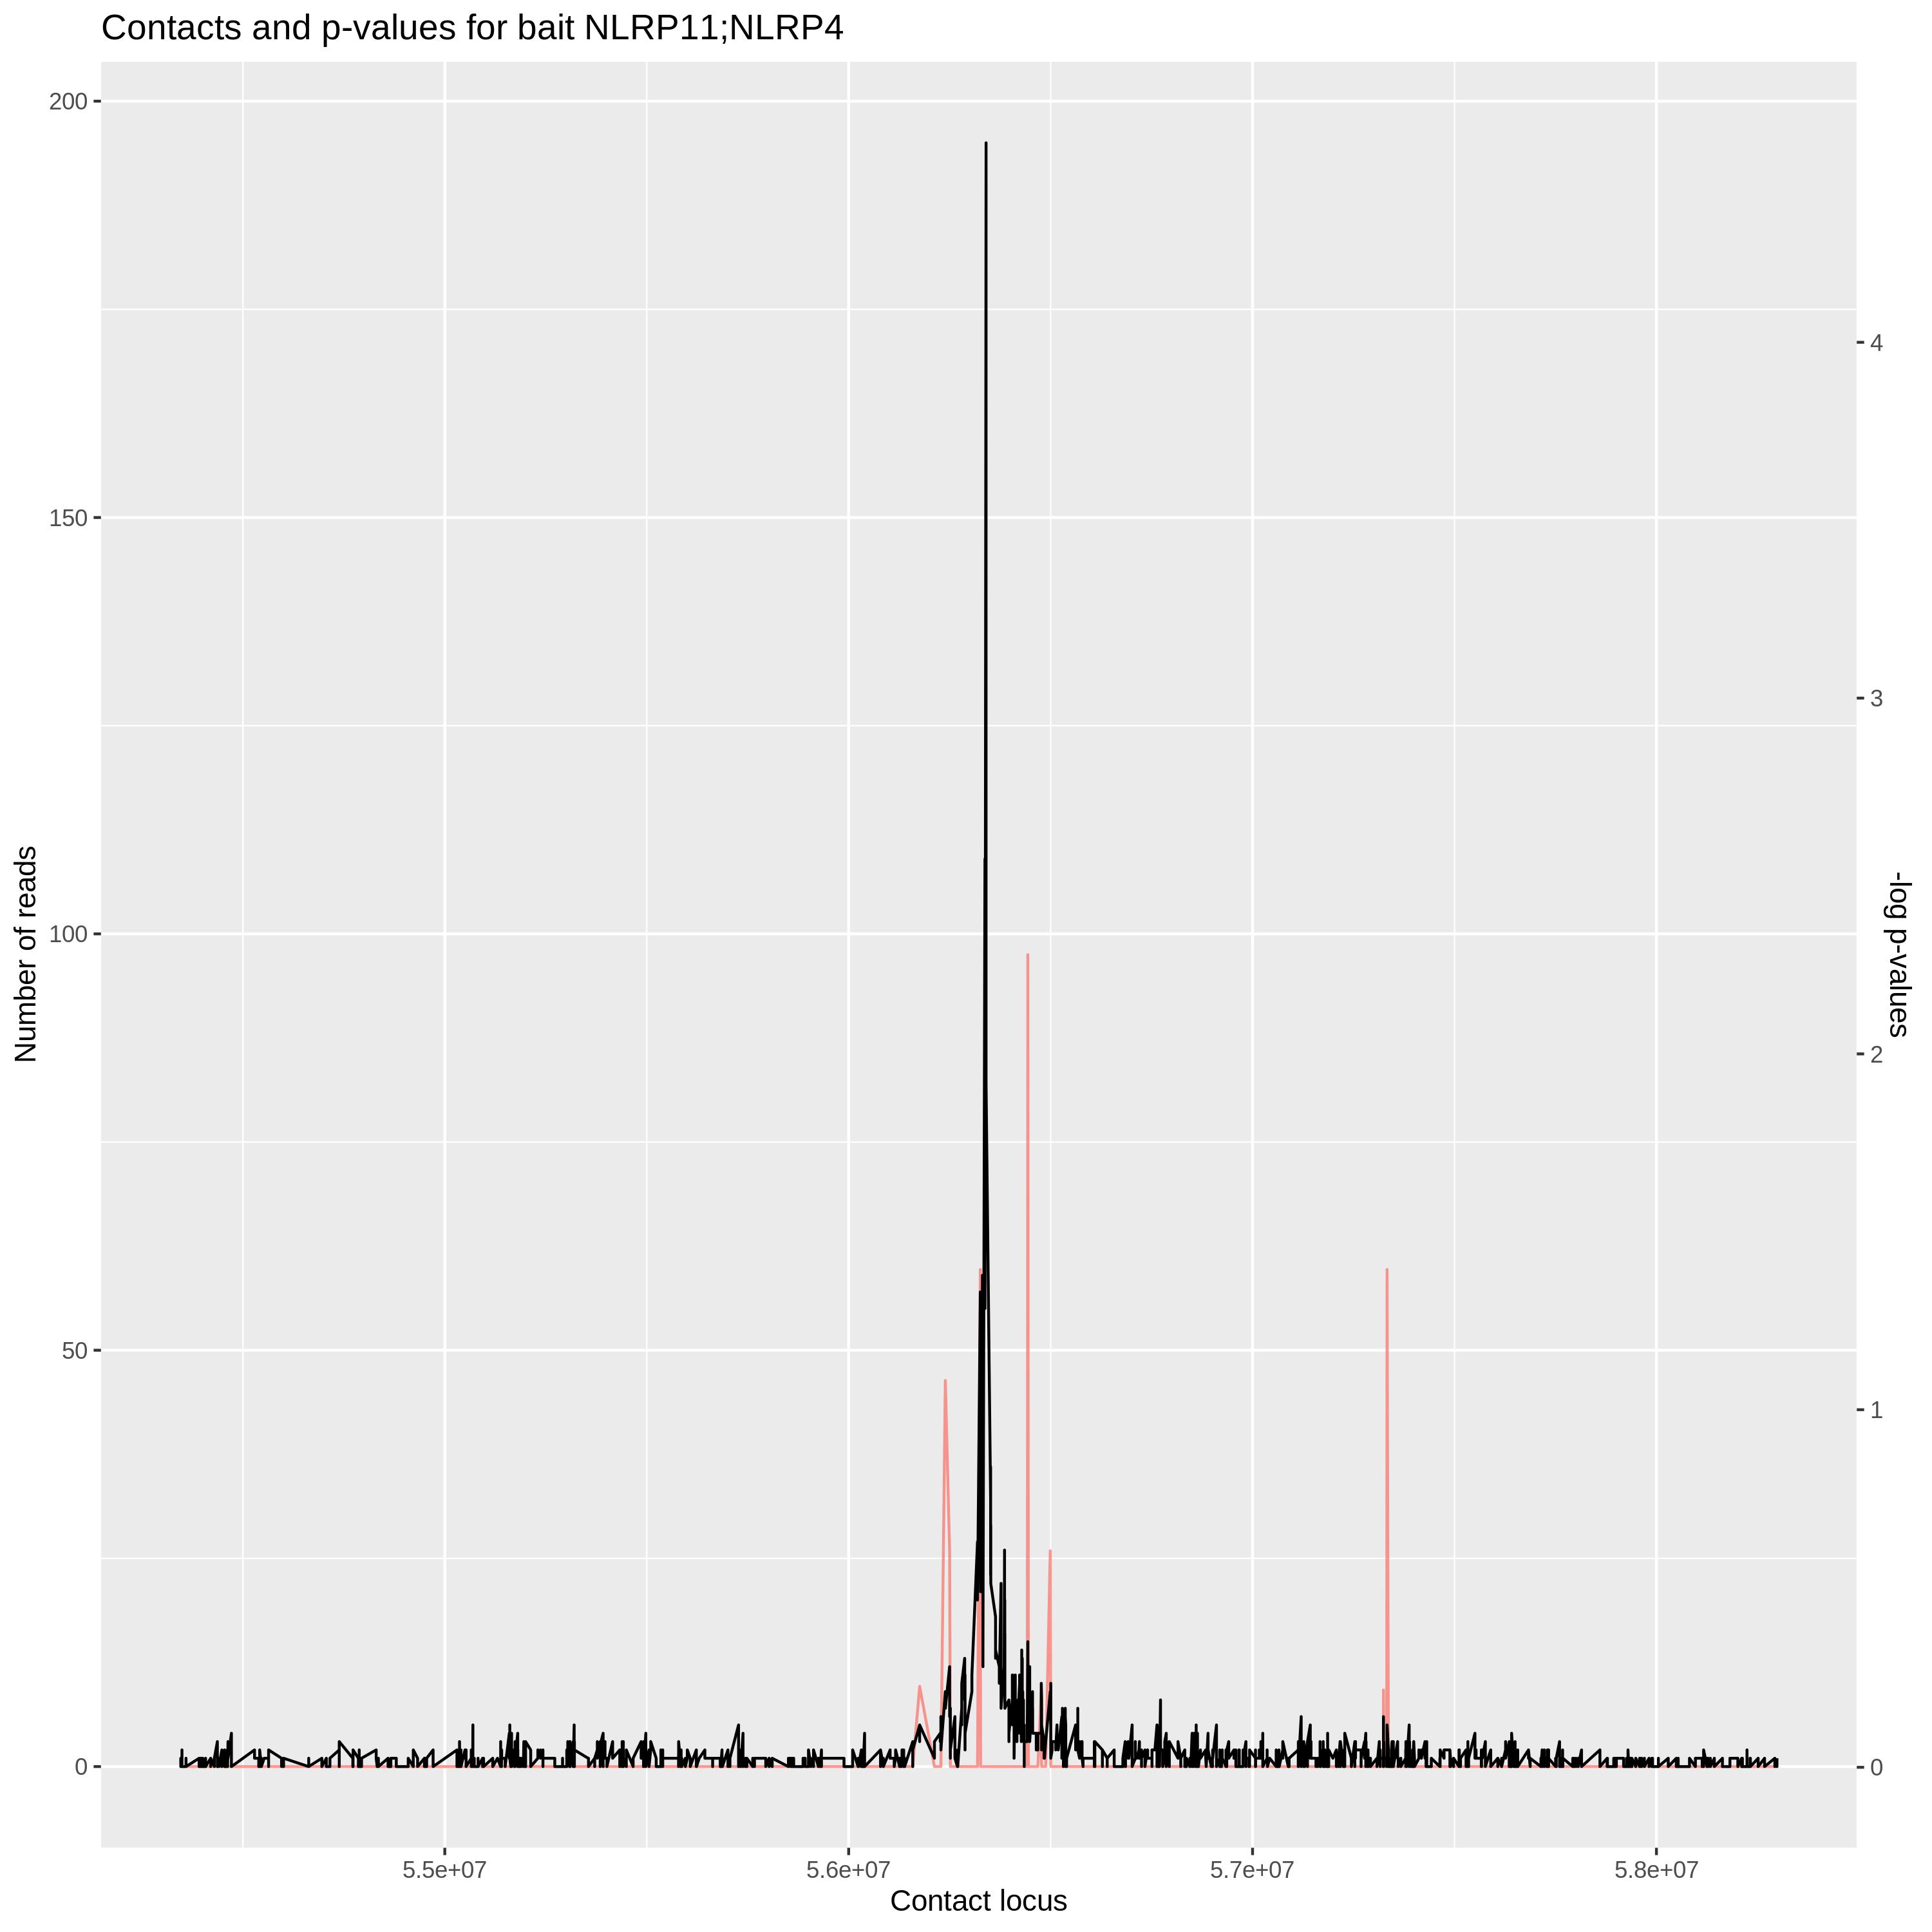 Contacts and p-values for bait NLRP11;NLRP4
200
150
100
50
0
Number of reads
4
3
2
1
0
-log p-values
5.5e+07 5.6e+07 5.7e+07 5.8e+07
Contact locus